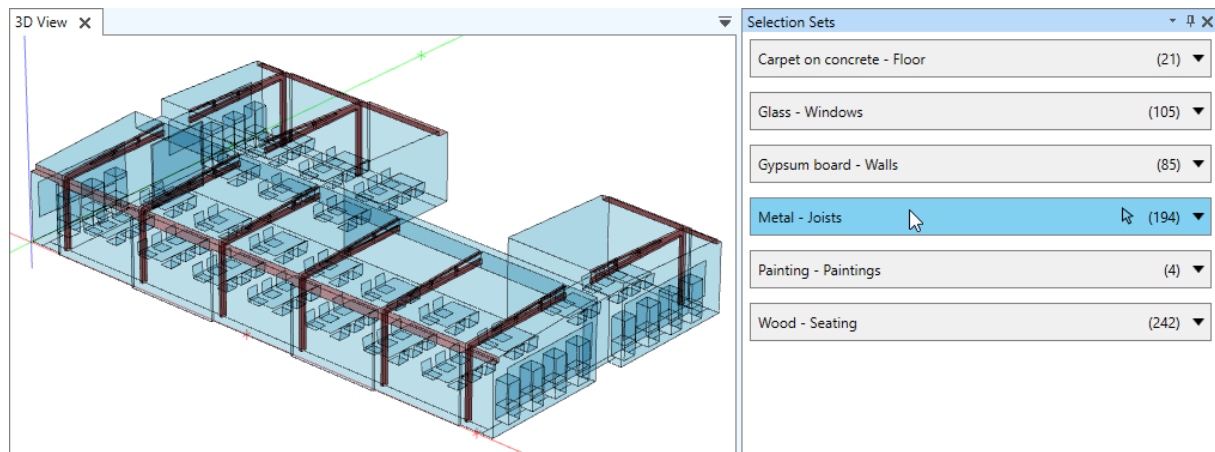 3D View
Selection Sets
Carpet on concrete - Floor (21)
Glass - Windows (105)
Gypsum board - Walls (85)
Metal - Joists (194)
Painting - Paintings (4)
Wood - Seating (242)